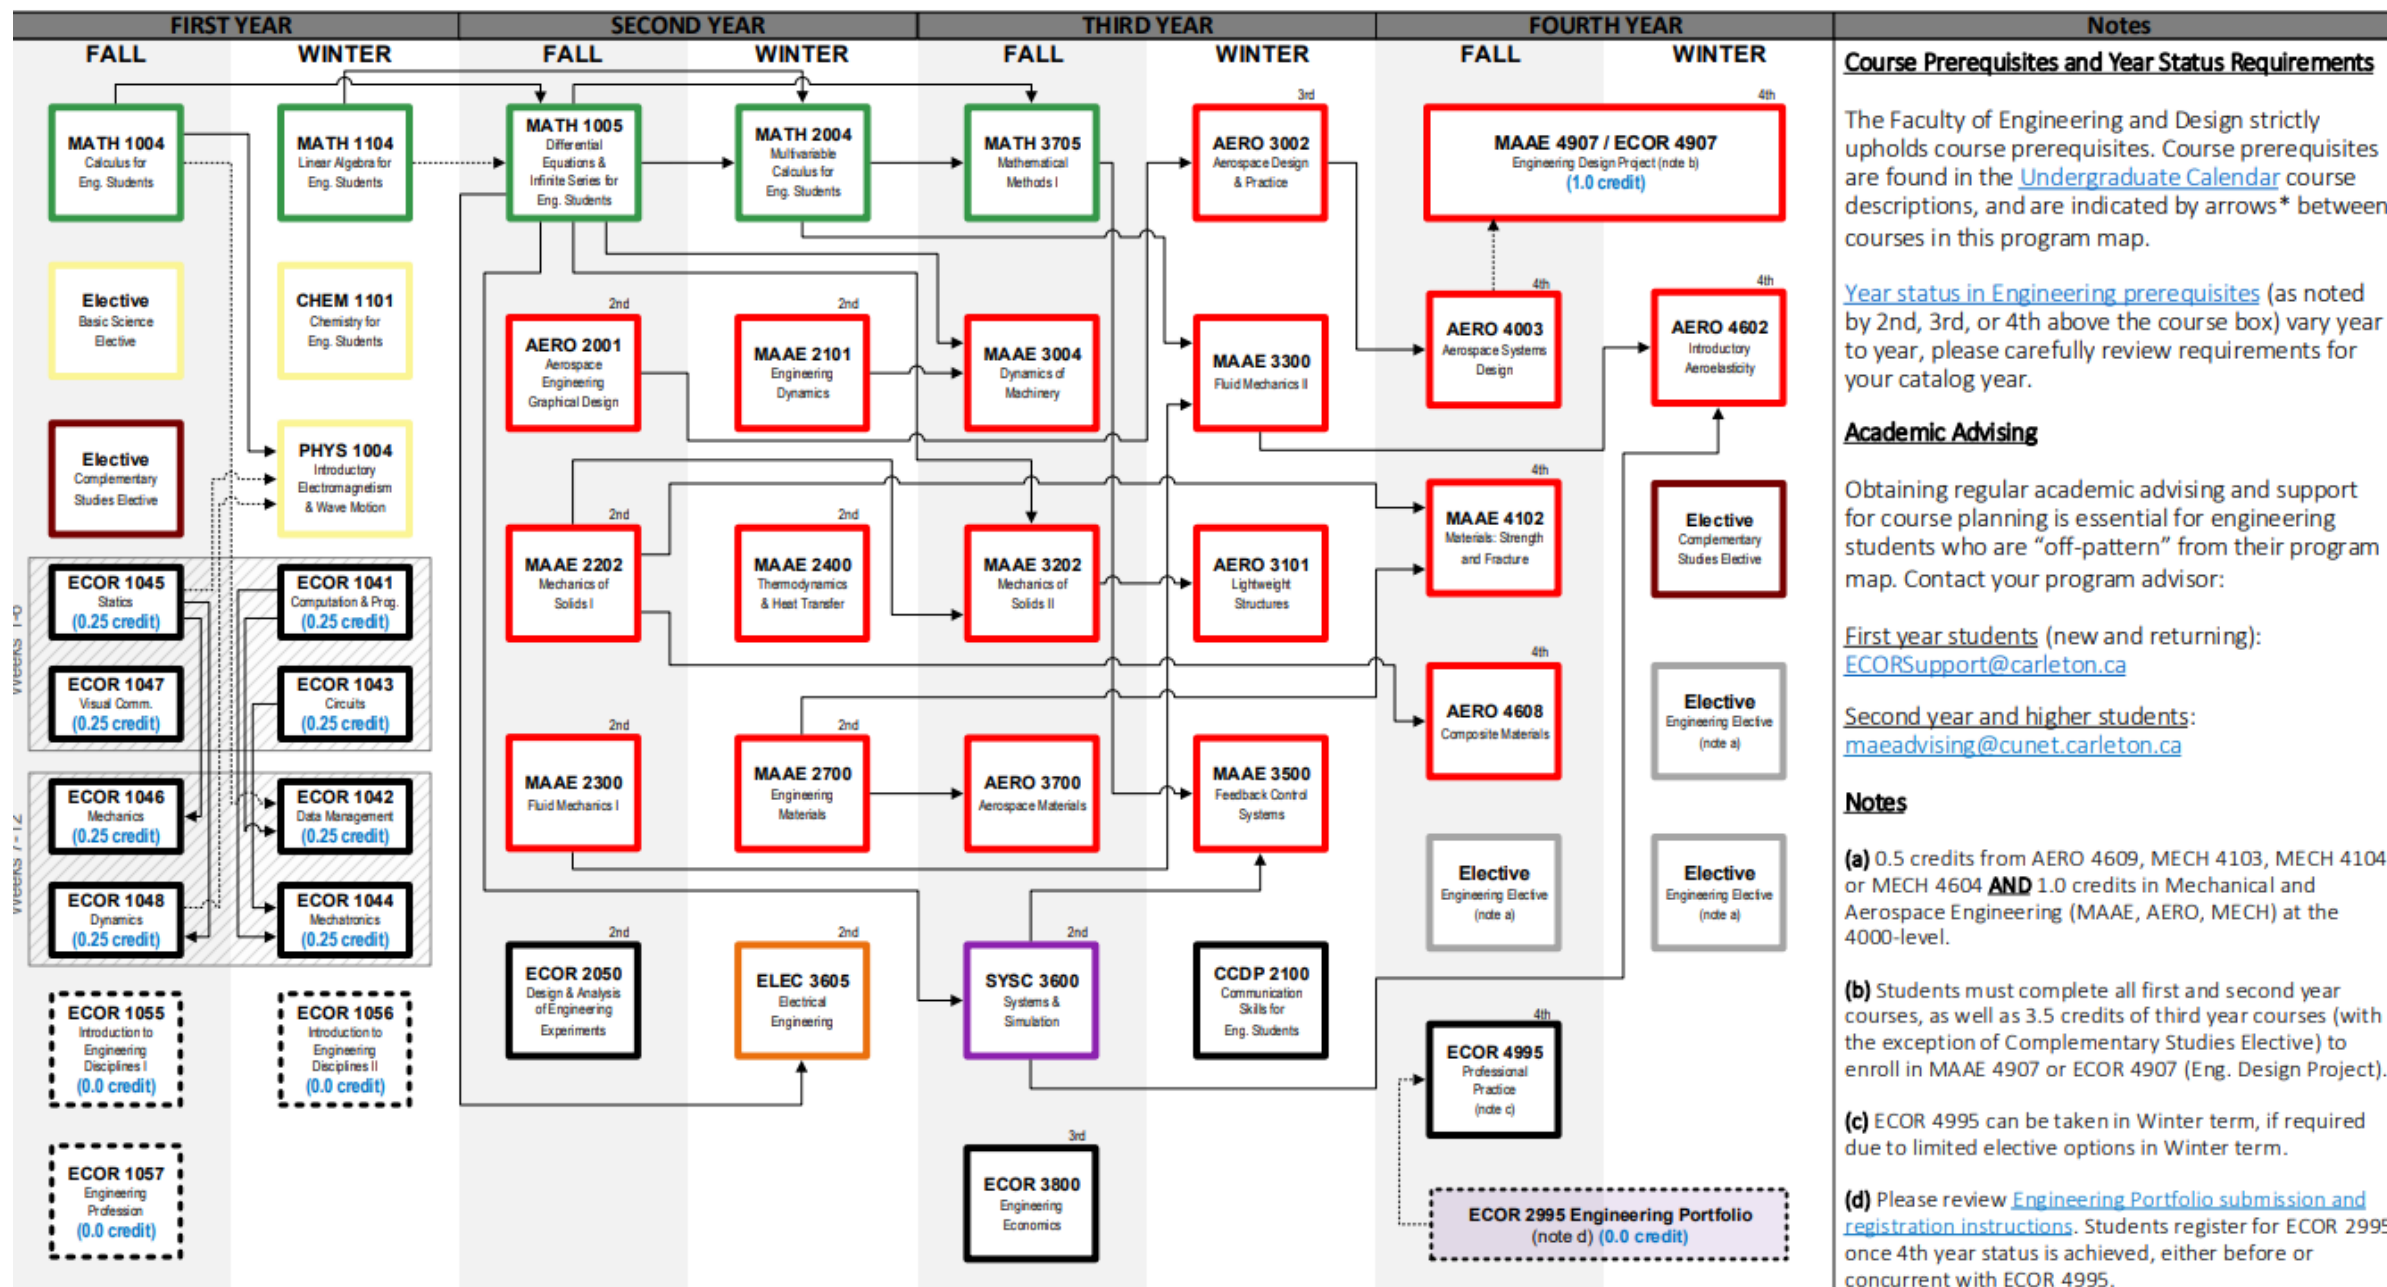 FIRST YEAR
SECOND YEAR
THIRD YEAR
FOURTH YEAR
Notes
FALL
WINTER
FALL
WINTER
FALL
WINTER
FALL
WINTER
MATH 1004
Calculus for
Eng. Students
MATH 1104
Linear Algebra for
Eng. Students
MATH 1005
Differential
Equations &
Infinite Series for
Eng. Students
MATH 2004
Multivariable
Calculus for
Eng. Students
MATH 3705
Mathematical
Methods I
3rd
AERO 3002
Aerospace Design
& Practice
4th
MAAE 4907 / ECOR 4907
Engineering Design Project (note b)
(1.0 credit)
Elective
Basic Science
Elective
CHEM 1101
Chemistry for
Eng. Students
2nd
AERO 2001
Aerospace
Engineering
Graphical Design
2nd
MAAE 2101
Engineering
Dynamics
MAAE 3004
Dynamics of
Machinery
MAAE 3300
Fluid Mechanics II
4th
AERO 4003
Aerospace Systems
Design
4th
AERO 4602
Introductory
Aeroelasticity
Elective
Complementary
Studies Elective
PHYS 1004
Introductory
Electromagnetism
& Wave Motion
2nd
MAAE 2202
Mechanics of
Solids I
2nd
MAAE 2400
Thermodynamics
& Heat Transfer
MAAE 3202
Mechanics of
Solids II
AERO 3101
Lightweight
Structures
4th
MAAE 4102
Materials: Strength
and Fracture
Elective
Complementary
Studies Elective
Weeks 1-6
ECOR 1045
Statics
(0.25 credit)
ECOR 1041
Computation & Prog.
(0.25 credit)
ECOR 1047
Visual Comm.
(0.25 credit)
ECOR 1043
Circuits
(0.25 credit)
4th
AERO 4608
Composite Materials
Elective
Engineering Elective
(note a)
Weeks 7-12
ECOR 1046
Mechanics
(0.25 credit)
ECOR 1042
Data Management
(0.25 credit)
2nd
MAAE 2300
Fluid Mechanics I
2nd
MAAE 2700
Engineering
Materials
AERO 3700
Aerospace Materials
MAAE 3500
Feedback Control
Systems
ECOR 1048
Dynamics
(0.25 credit)
ECOR 1044
Mechatronics
(0.25 credit)
Elective
Engineering Elective
(note a)
Elective
Engineering Elective
(note a)
2nd
ECOR 2050
Design & Analysis
of Engineering
Experiments
2nd
ELEC 3605
Electrical
Engineering
2nd
SYSC 3600
Systems &
Simulation
CCDP 2100
Communication
Skills for
Eng. Students
ECOR 1055
Introduction to
Engineering
Disciplines I
(0.0 credit)
ECOR 1056
Introduction to
Engineering
Disciplines II
(0.0 credit)
4th
ECOR 4995
Professional
Practice
(note c)
ECOR 1057
Engineering
Profession
(0.0 credit)
3rd
ECOR 3800
Engineering
Economics
ECOR 2995 Engineering Portfolio
(note d) (0.0 credit)
Course Prerequisites and Year Status Requirements
The Faculty of Engineering and Design strictly
upholds course prerequisites. Course prerequisites
are found in the Undergraduate Calendar course
descriptions, and are indicated by arrows* between
courses in this program map.
Year status in Engineering prerequisites (as noted
by 2nd, 3rd, or 4th above the course box) vary year
to year, please carefully review requirements for
your catalog year.
Academic Advising
Obtaining regular academic advising and support
for course planning is essential for engineering
students who are "off-pattern" from their program
map. Contact your program advisor:
First year students (new and returning):
ECORSupport@carleton.ca
Second year and higher students:
maeadvising@cunet.carleton.ca
Notes
(a) 0.5 credits from AERO 4609, MECH 4103, MECH 4104
or MECH 4604 AND 1.0 credits in Mechanical and
Aerospace Engineering (MAAE, AERO, MECH) at the
4000-level.
(b) Students must complete all first and second year
courses, as well as 3.5 credits of third year courses (with
the exception of Complementary Studies Elective) to
enroll in MAAE 4907 or ECOR 4907 (Eng. Design Project).
(c) ECOR 4995 can be taken in Winter term, if required
due to limited elective options in Winter term.
(d) Please review Engineering Portfolio submission and
registration instructions. Students register for ECOR 2995
once 4th year status is achieved, either before or
concurrent with ECOR 4995.